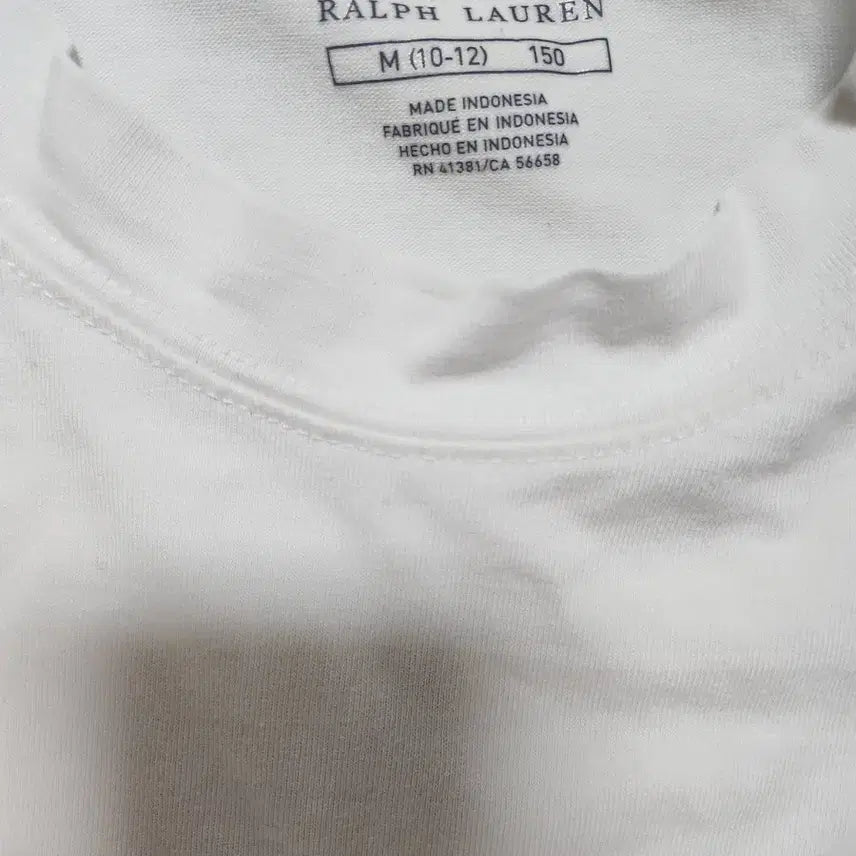 RALPH LAUREN
M (10-12) 150
MADE INDONESIA
FABRIQUÉ EN INDONESIA
HECHO EN INDONESIA
RN 41381/CA 56658